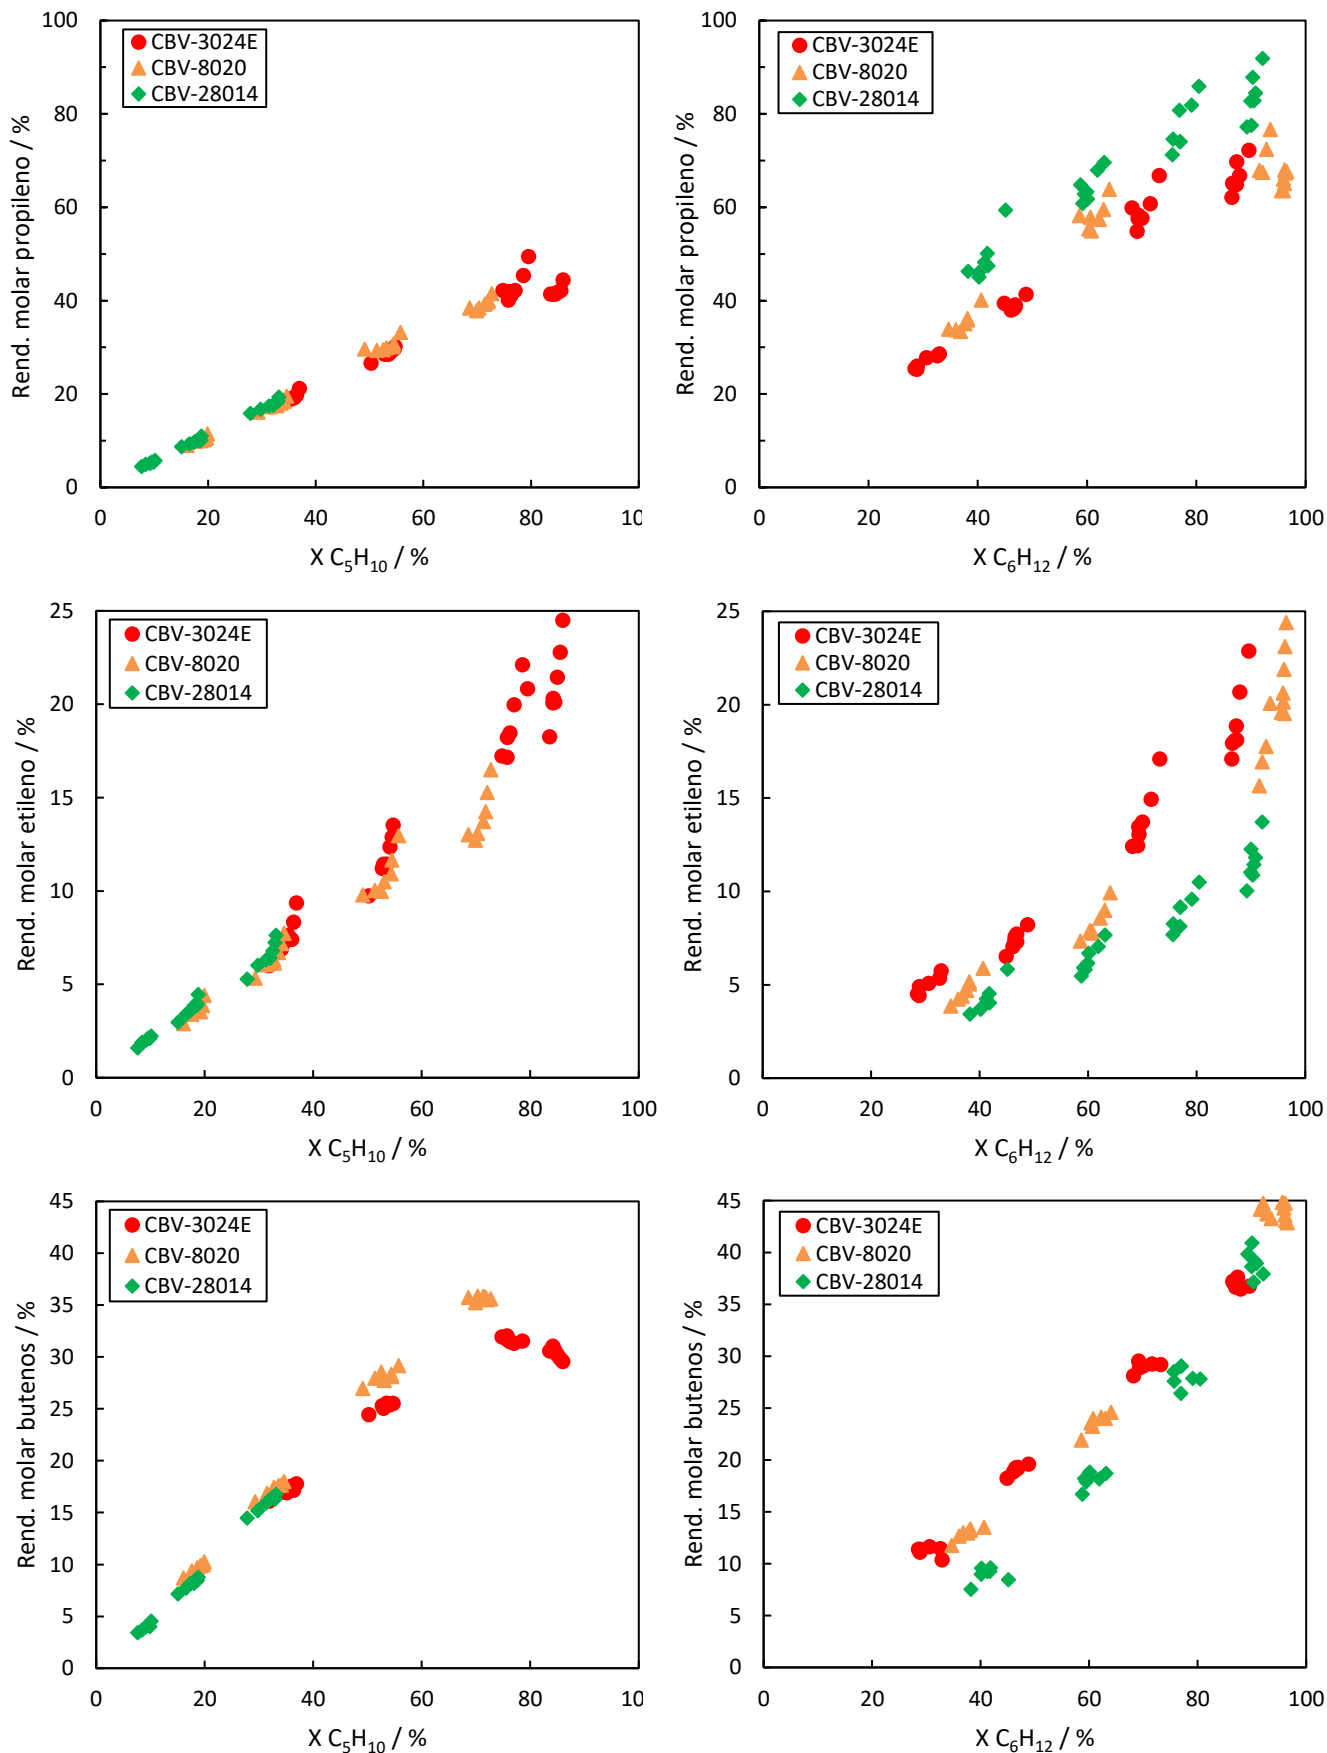 Rend. molar propileno / %
100
80
60
40
20
0
CBV-3024E
CBV-8020
CBV-28014
0 20 40 60 80 10
X C₅H₁₀ / %
Rend. molar propileno / %
100
80
60
40
20
0
CBV-3024E
CBV-8020
CBV-28014
0 20 40 60 80 100
X C₆H₁₂ / %
Rend. molar etileno / %
25
20
15
10
5
0
CBV-3024E
CBV-8020
CBV-28014
0 20 40 60 80 100
X C₅H₁₀ / %
Rend. molar etileno / %
25
20
15
10
5
0
CBV-3024E
CBV-8020
CBV-28014
0 20 40 60 80 100
X C₆H₁₂ / %
Rend. molar butenos / %
45
40
35
30
25
20
15
10
5
0
CBV-3024E
CBV-8020
CBV-28014
0 20 40 60 80 10
X C₅H₁₀ / %
Rend. molar butenos / %
45
40
35
30
25
20
15
10
5
0
CBV-3024E
CBV-8020
CBV-28014
0 20 40 60 80 100
X C₆H₁₂ / %